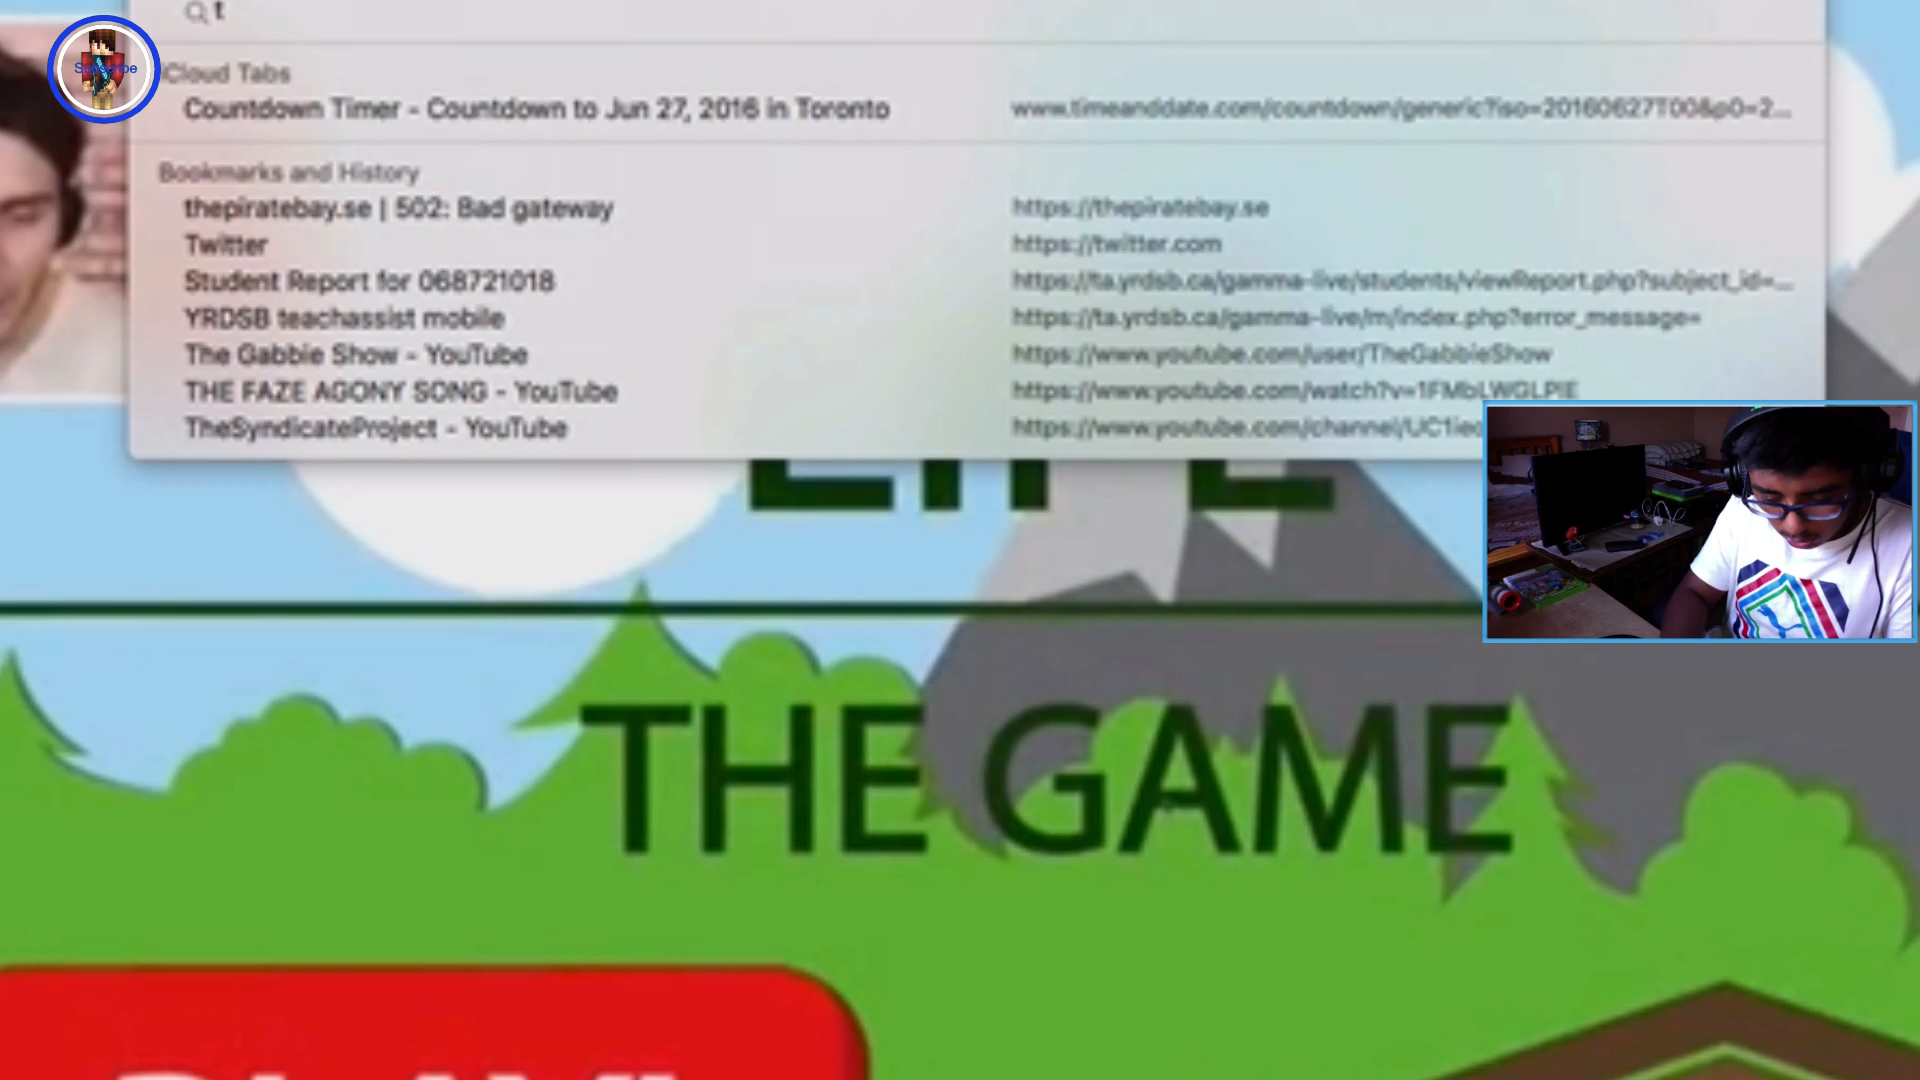 t
Subscribe
Cloud Tabs
Countdown Timer - Countdown to Jun 27, 2016 in Toronto www.timeanddate.com/countdown/generic?iso=20160627T00&p0=2...
Bookmarks and History
thepiratebay.se | 502: Bad gateway https://thepiratebay.se
Twitter https://twitter.com
Student Report for 068721018 https://ta.yrdsb.ca/gamma-live/students/viewReport.php?subject_id=...
YRDSB teachassist mobile https://ta.yrdsb.ca/gamma-live/m/index.php?error_message=
The Gabbie Show - YouTube https://www.youtube.com/user/TheGabbieShow
THE FAZE AGONY SONG - YouTube
TheSyndicateProject - YouTube
THE GAME